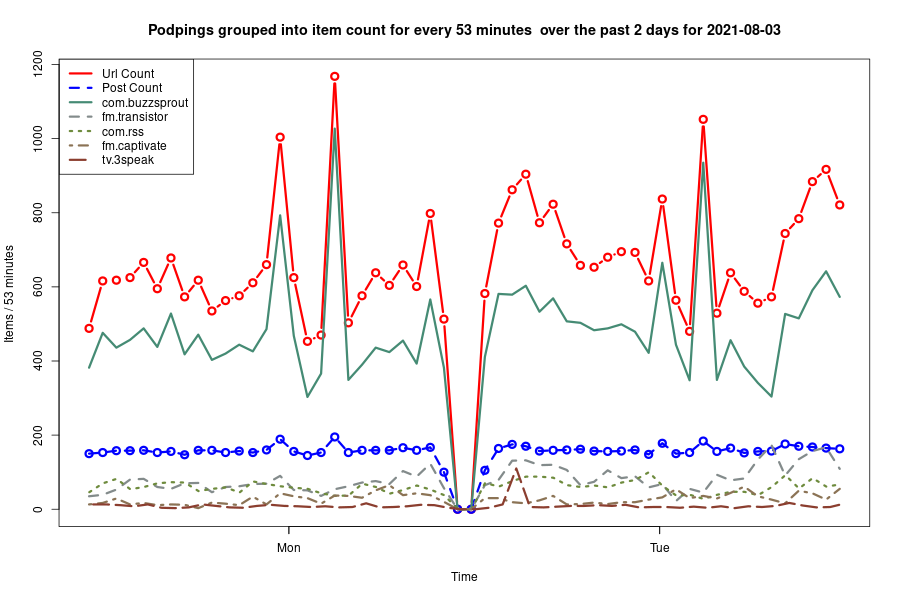 Podpings grouped into item count for every 53 minutes  over the past 2 days for 2021-08-03
Url Count
Post Count
com.buzzsprout
fm.transistor
com.rss
fm.captivate
tv.3speak
Items / 53 minutes
1200
1000
800
600
400
200
0
Mon
Tue
Time